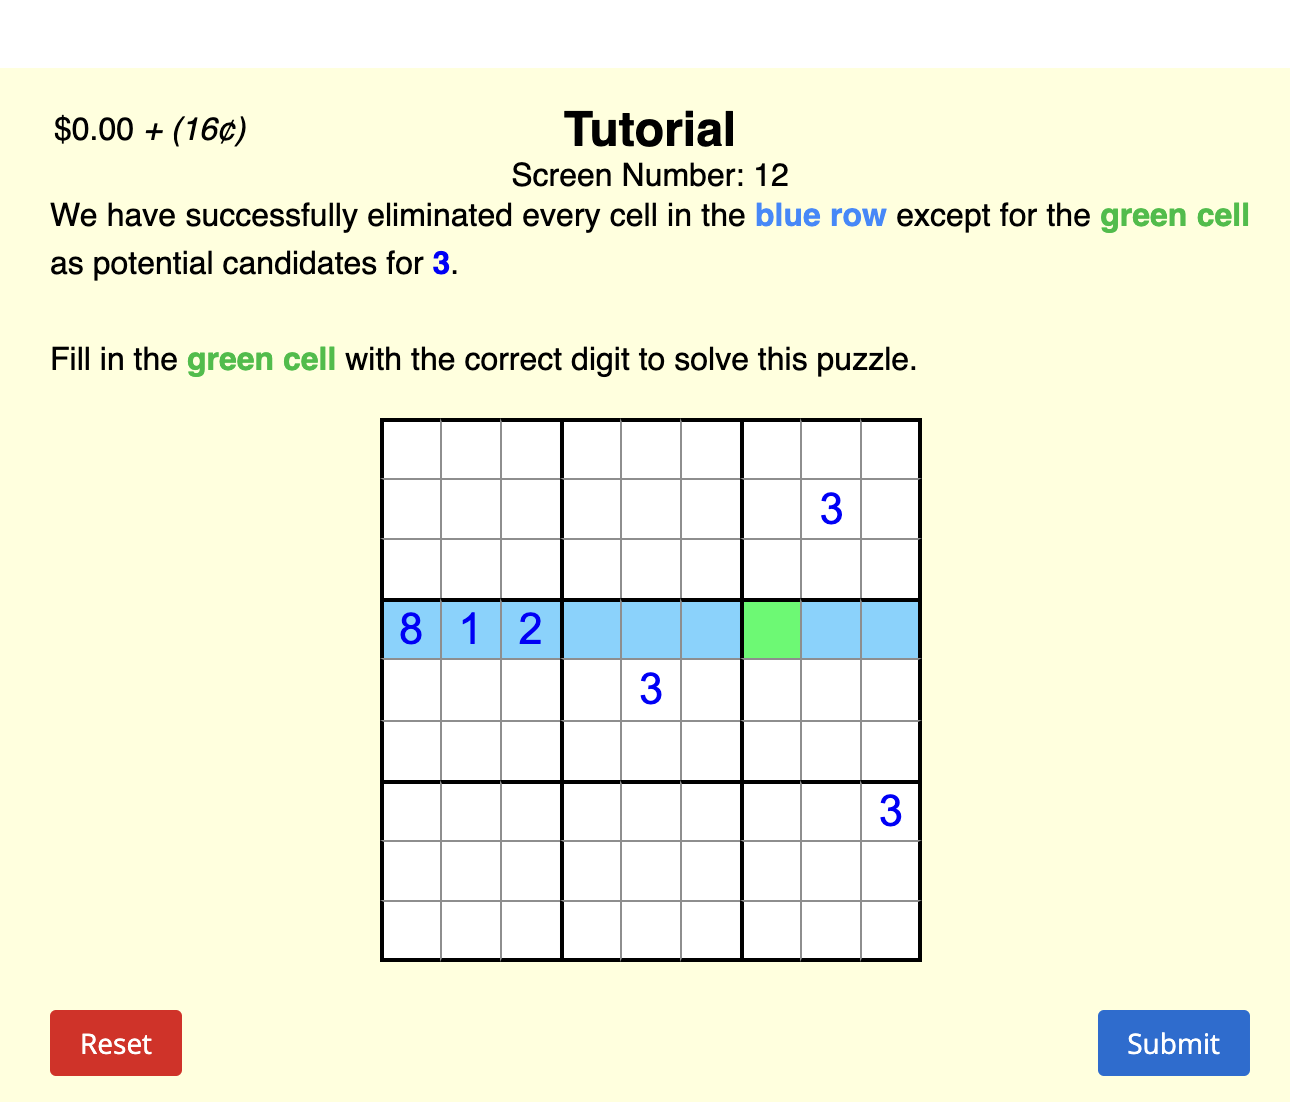 $0.00 + (16¢)
Tutorial
Screen Number: 12
We have successfully eliminated every cell in the blue row except for the green cell
as potential candidates for 3.
Fill in the green cell with the correct digit to solve this puzzle.
3
8 1 2
3
3
Reset
Submit